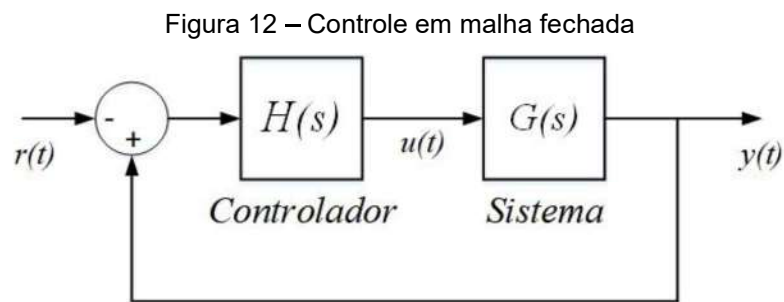 Figura 12 – Controle em malha fechada
-
+
r(t)
H(s)
u(t)
G(s)
y(t)
Controlador
Sistema